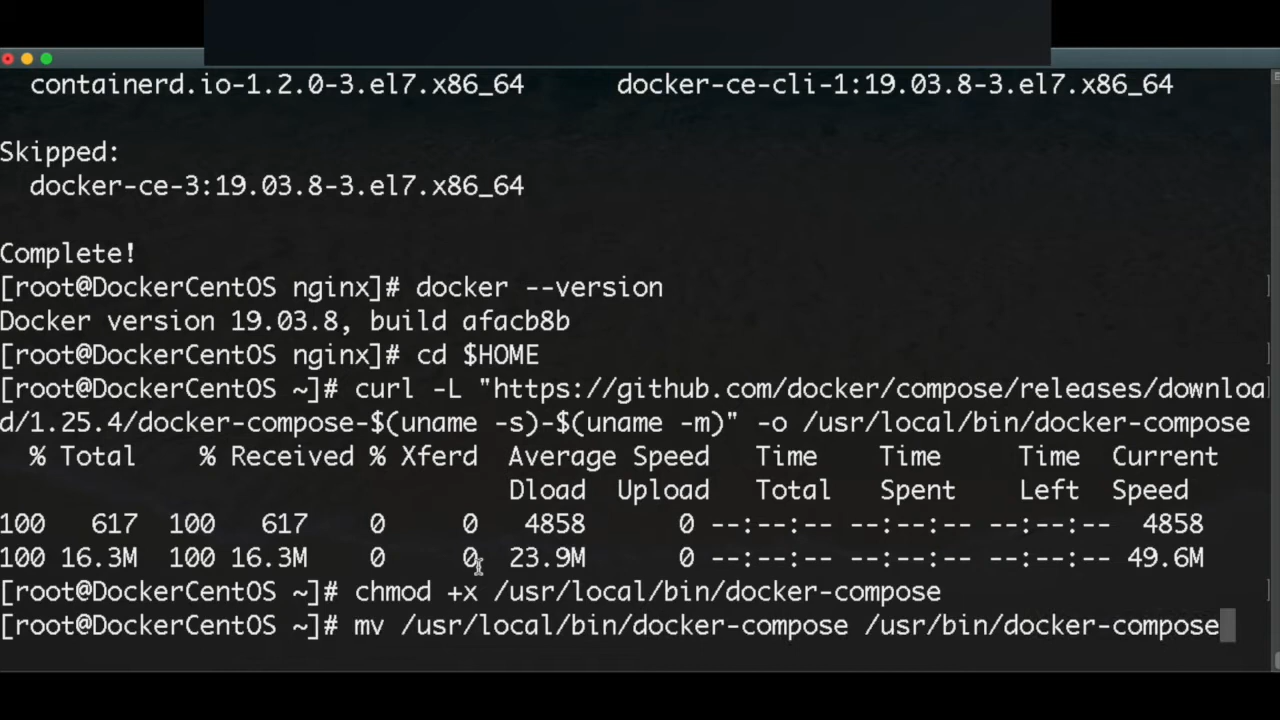 containerd.io-1.2.0-3.el7.x86_64 docker-ce-cli-1:19.03.8-3.el7.x86_64
Skipped:
docker-ce-3:19.03.8-3.el7.x86_64
Complete!
[root@DockerCentOS nginx]# docker --version
Docker version 19.03.8, build afacb8b
[root@DockerCentOS nginx]# cd $HOME
[root@DockerCentOS ~]# curl -L "https://github.com/docker/compose/releases/downloa
d/1.25.4/docker-compose-$(uname -s)-$(uname -m)" -o /usr/local/bin/docker-compose
% Total % Received % Xferd Average Speed Time Time Time Current
Dload Upload Total Spent Left Speed
100 617 100 617 0 0 4858 0 --:--:-- --:--:-- --:--:-- 4858
100 16.3M 100 16.3M 0 0 23.9M 0 --:--:-- --:--:-- --:--:-- 49.6M
[root@DockerCentOS ~]# chmod +x /usr/local/bin/docker-compose
[root@DockerCentOS ~]# mv /usr/local/bin/docker-compose /usr/bin/docker-compose